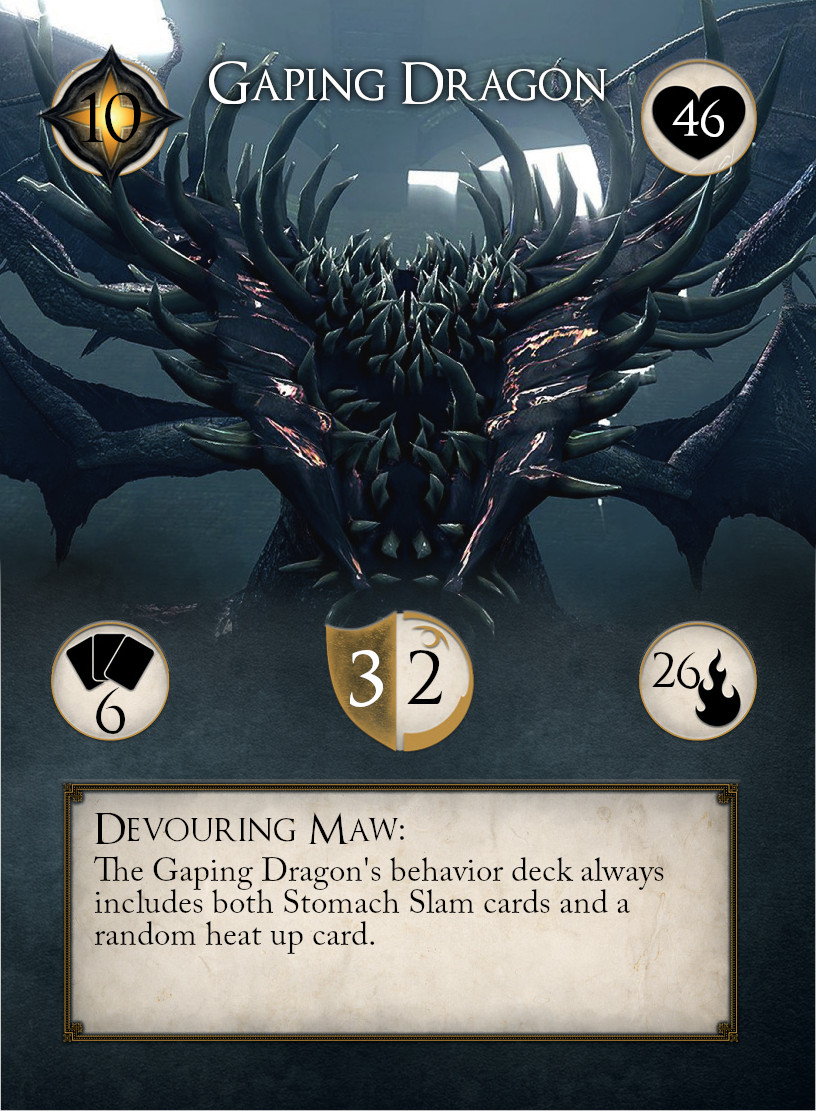 Gaping Dragon
10
46
6
3 2
26
Devouring Maw:
The Gaping Dragon's behavior deck always
includes both Stomach Slam cards and a
random heat up card.